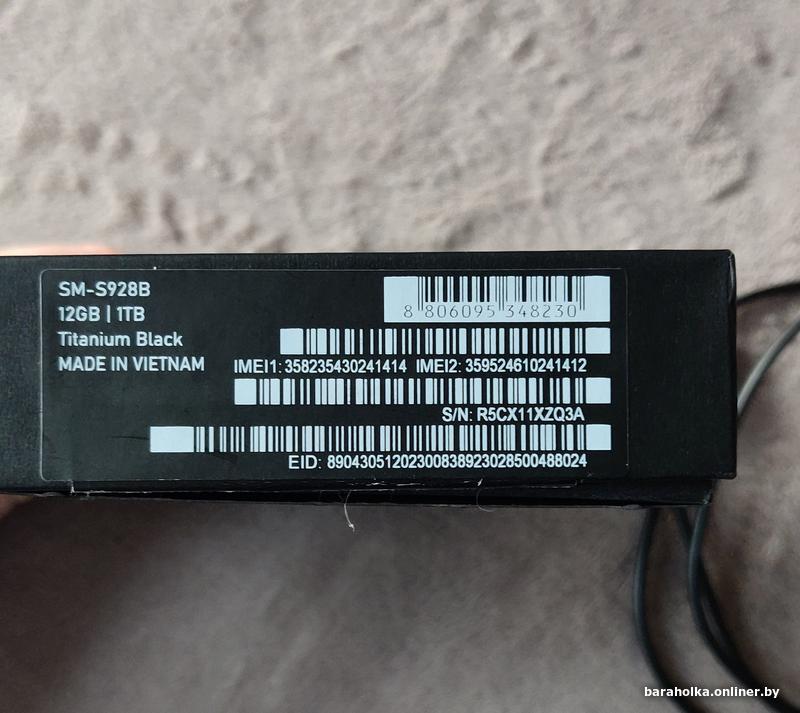 SM-S928B
12GB | 1TB
Titanium Black
MADE IN VIETNAM
8 806095 348230
IMEI1: 358235430241414 IMEI2: 359524610241412
S/N: R5CX11XZQ3A
EID: 89043051202300838923028500488024
baraholka.onliner.by